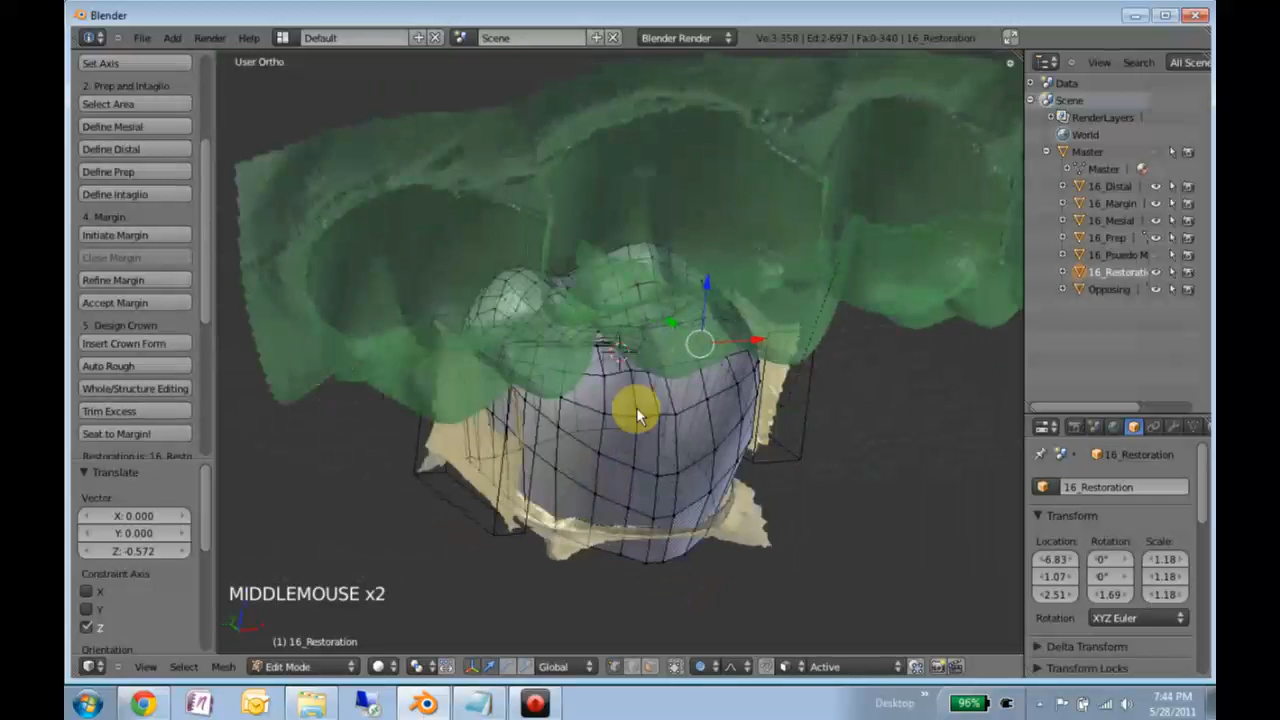 Blender
File Add Render Help Default Scene Blender Render Ve:3-358 | Ed:2-697 | Fa:0-340 | 16_Restoration
User Ortho
View Search All Scene
Set Axis
2. Prep and Intaglio
Select Area
Define Mesial
Define Distal
Define Prep
Define Intaglio
4. Margin
Initiate Margin
Close Margin
Refine Margin
Accept Margin
5. Design Crown
Insert Crown Form
Auto Rough
Whole/Structure Editing
Trim Excess
Seat to Margin!
Restoration is: 16_Resto
Translate
Vector
X: 0.000
Y: 0.000
Z: -0.572
Constraint Axis
X
Y
Z
Orientation
MIDDLEMOUSE x2
(1) 16_Restoration
View Select Mesh Edit Mode Global Active
Data
Scene
RenderLayers
World
Master
Master
16_Distal
16_Margin
16_Mesial
16_Prep
16_Psuedo M
16_Restorati
Opposing
16_Restoration
16_Restoration
Transform
Location: Rotation: Scale:
-6.83 0° 1.18
1.07 0° 1.18
2.51 1.69 1.18
Rotation XYZ Euler
Delta Transform
Transform Locks
Desktop 96% 7:44 PM
5/28/2011